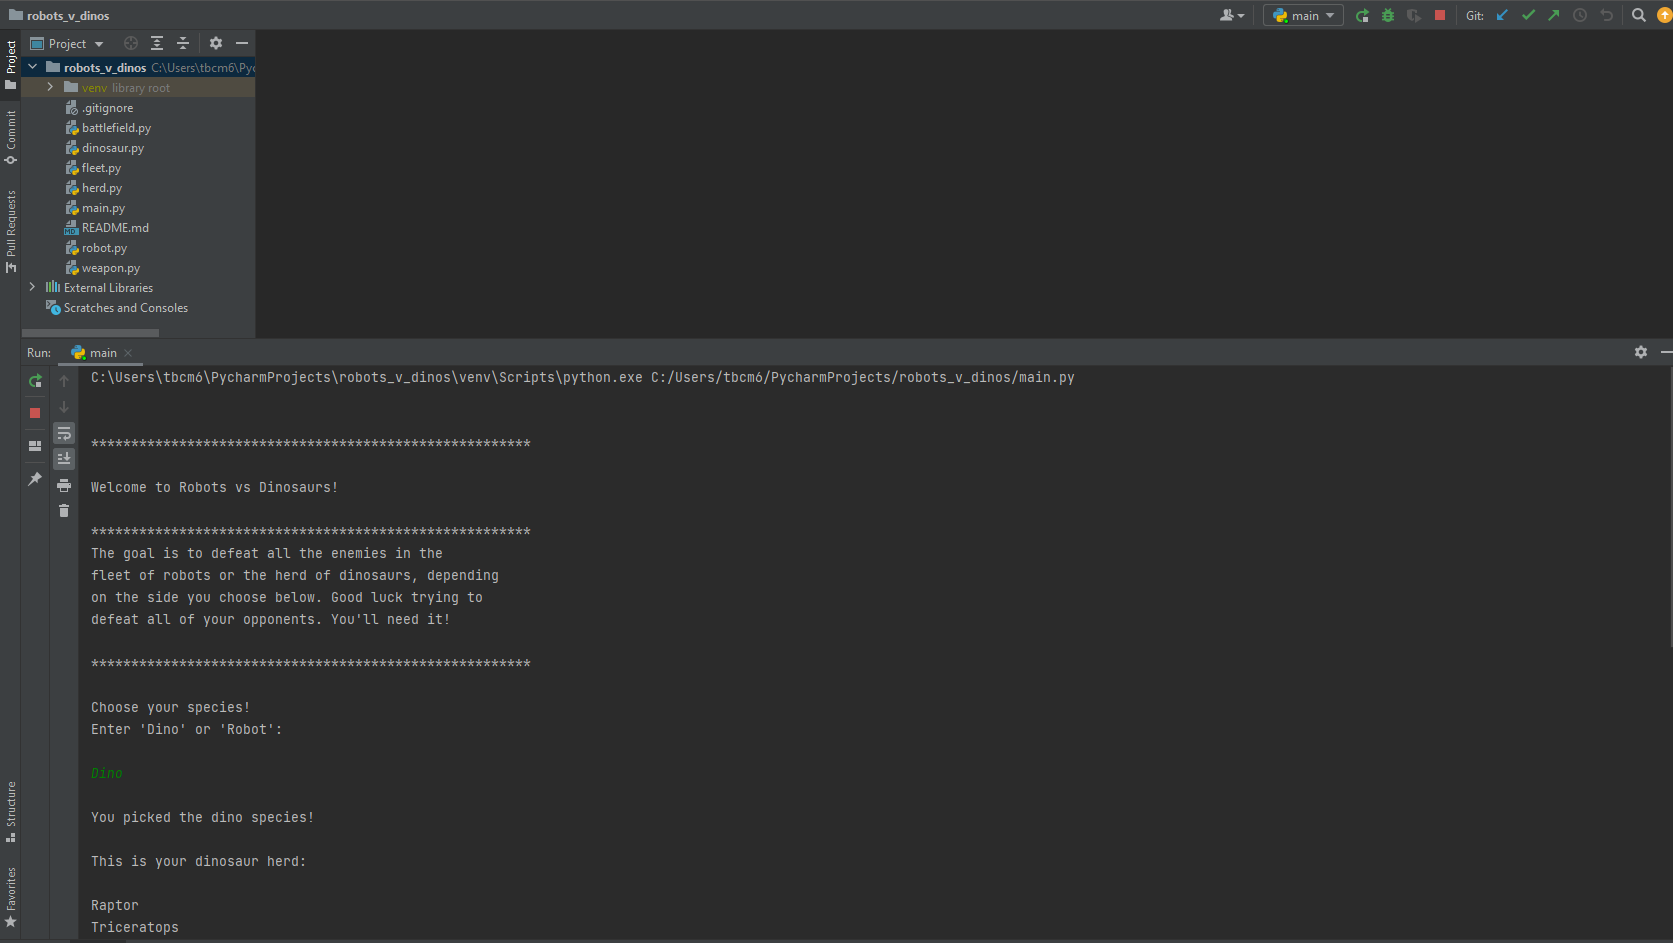 robots_v_dinos
main
Git:
Project
Project
robots_v_dinos C:\Users\tbcm6\Pyc
venv library root
.gitignore
battlefield.py
dinosaur.py
fleet.py
herd.py
main.py
README.md
robot.py
weapon.py
External Libraries
Scratches and Consoles
Commit
Pull Requests
Structure
Favorites
Run: main
C:\Users\tbcm6\PycharmProjects\robots_v_dinos\venv\Scripts\python.exe C:/Users/tbcm6/PycharmProjects/robots_v_dinos/main.py
*******************************************************
Welcome to Robots vs Dinosaurs!
*******************************************************
The goal is to defeat all the enemies in the
fleet of robots or the herd of dinosaurs, depending
on the side you choose below. Good luck trying to
defeat all of your opponents. You'll need it!
*******************************************************
Choose your species!
Enter 'Dino' or 'Robot':
Dino
You picked the dino species!
This is your dinosaur herd:
Raptor
Triceratops